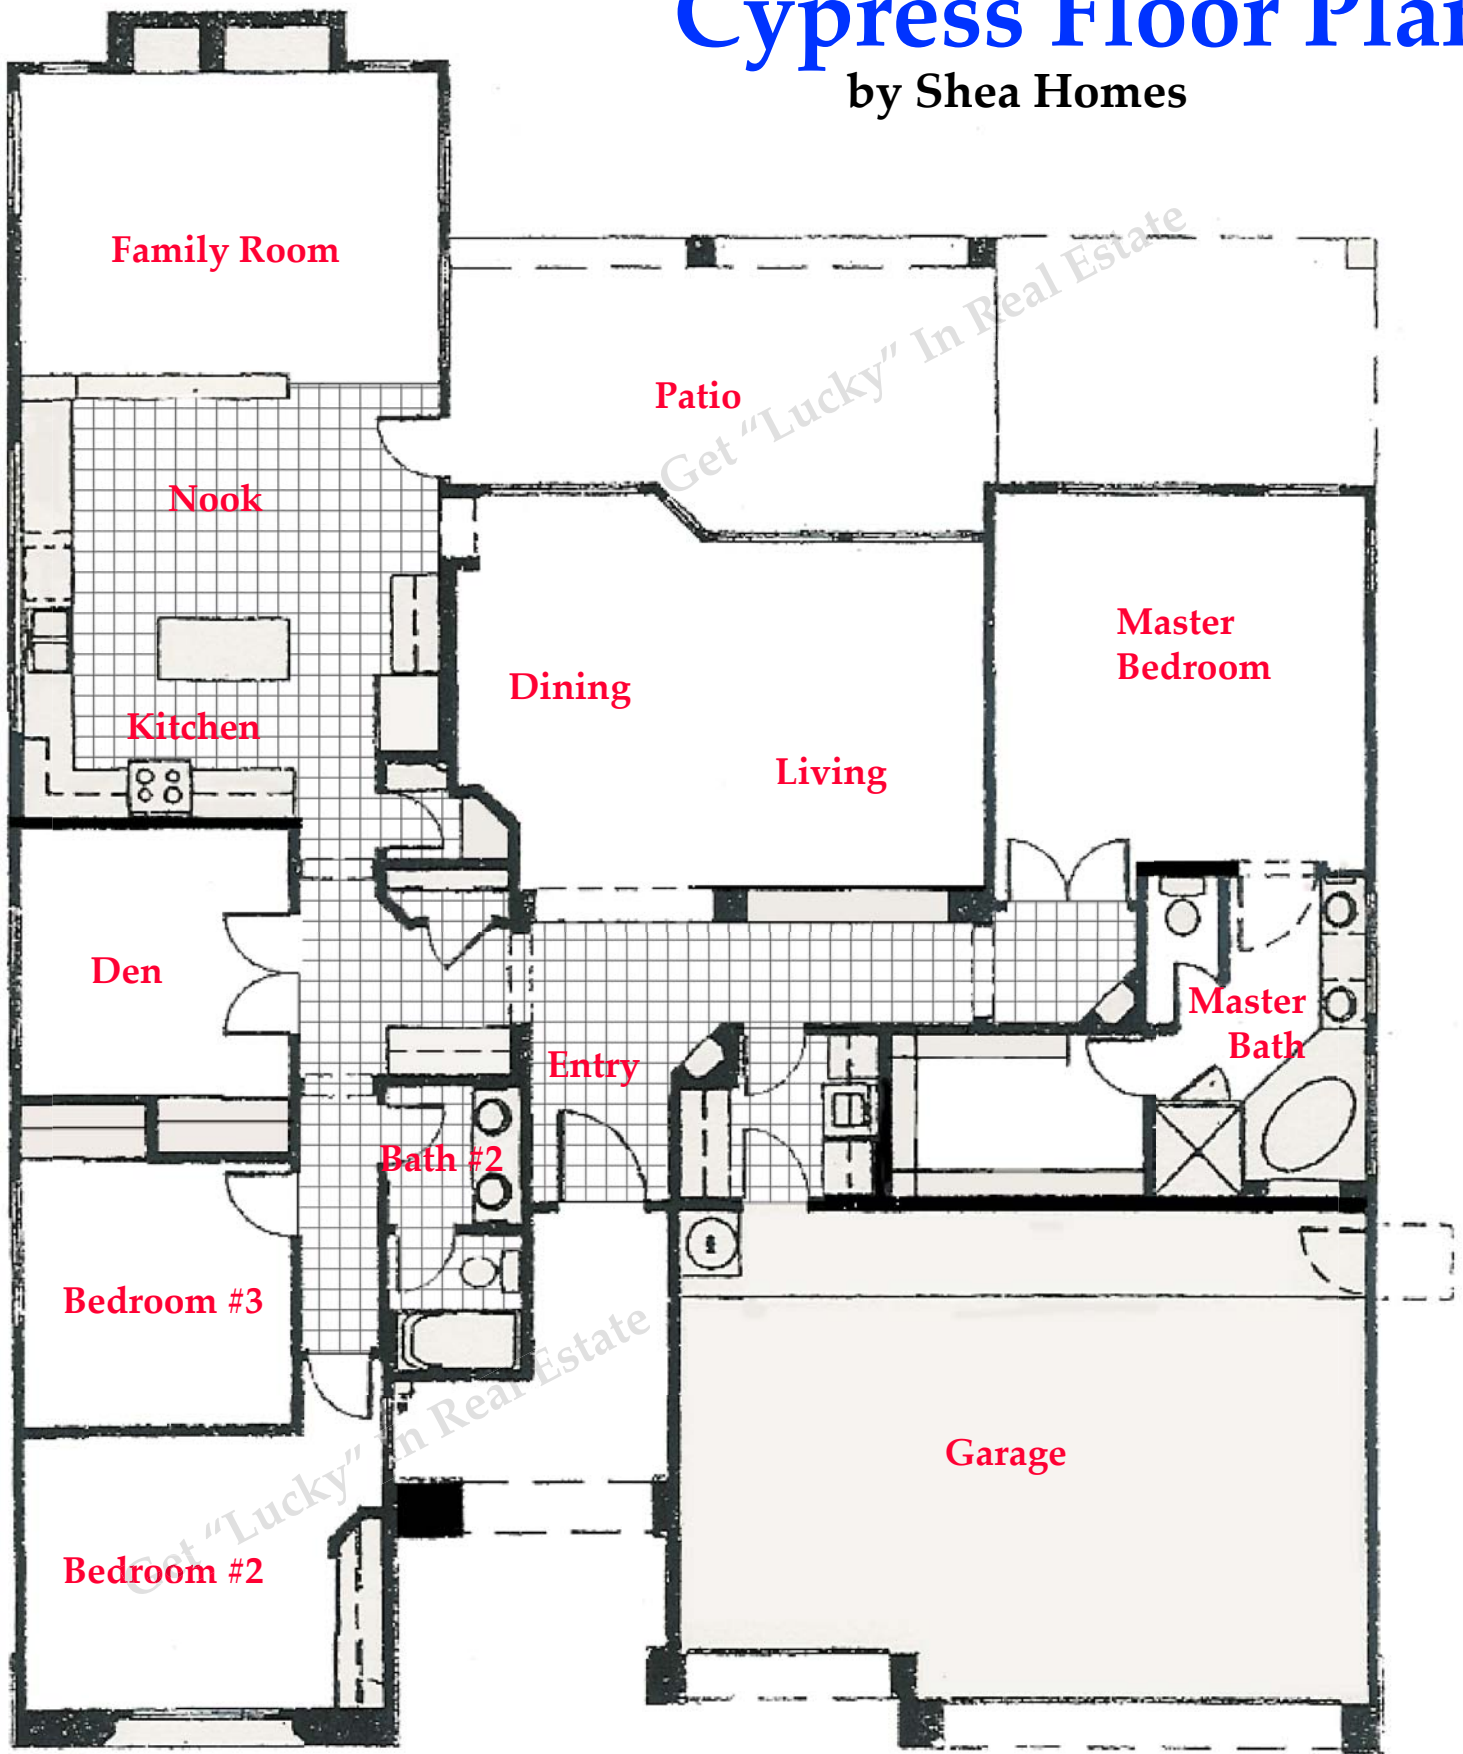 Cypress Floor Plan
by Shea Homes
Family Room
Get “Lucky” In Real Estate
Patio
Nook
Master
Bedroom
Dining
Kitchen
Living
Den
Master
Bath
Entry
Bath #2
Bedroom #3
Get “Lucky” In Real Estate
Garage
Bedroom #2